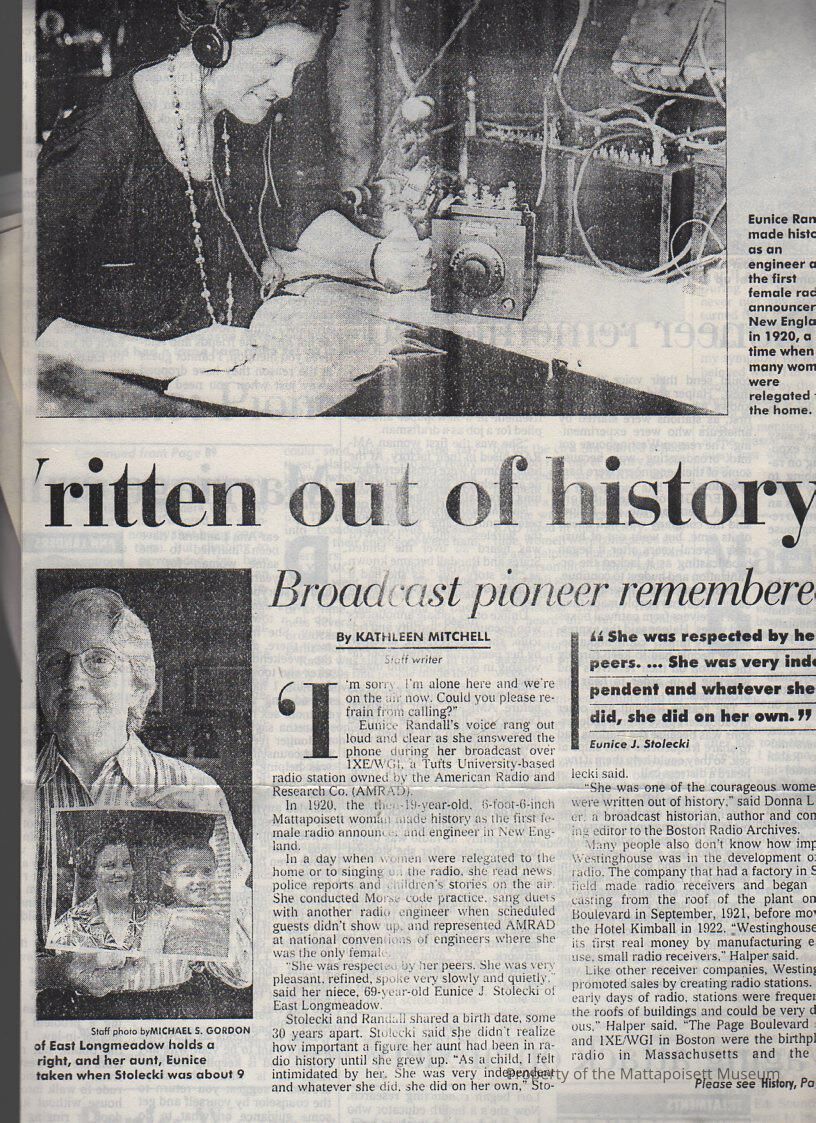 Eunice Ran
made histo
as an
engineer a
the first
female rad
announcer
New Engla
in 1920, a
time when
many wom
were
relegated t
the home.
ritten out of history
Broadcast pioneer remembere
By KATHLEEN MITCHELL
Staff writer
‘I'm sorry. I'm alone here and we're
on the air now. Could you please re-
frain from calling?”
Eunice Randall's voice rang out
loud and clear as she answered the
phone during her broadcast over
1XE/WGI, a Tufts University-based
radio station owned by the American Radio and
Research Co. (AMRAD).
In 1920, the then-19-year-old, 6-foot-6-inch
Mattapoisett woman made history as the first fe-
male radio announcer and engineer in New Eng-
land.
In a day when women were relegated to the
home or to singing on the radio, she read news,
police reports and children's stories on the air.
She conducted Morse code practice, sang duets
with another radio engineer when scheduled
guests didn't show up, and represented AMRAD
at national conventions of engineers where she
was the only female.
“She was respected by her peers. She was very
pleasant, refined, spoke very slowly and quietly,”
said her niece, 69-year-old Eunice J. Stolecki of
East Longmeadow.
Stolecki and Randall shared a birth date, some
30 years apart. Stolecki said she didn't realize
how important a figure her aunt had been in ra-
dio history until she grew up. “As a child, I felt
intimidated by her. She was very independent
and whatever she did, she did on her own,” Sto-
“She was respected by he
peers. ... She was very inde
pendent and whatever she
did, she did on her own.”
Eunice J. Stolecki
lecki said.
“She was one of the courageous wome
were written out of history,” said Donna L
er, a broadcast historian, author and con
ing editor to the Boston Radio Archives.
Many people also don't know how imp
Westinghouse was in the development o
radio. The company that had a factory in S
field made radio receivers and began
casting from the roof of the plant on
Boulevard in September, 1921, before mov
the Hotel Kimball in 1922. “Westinghouse
its first real money by manufacturing e
use, small radio receivers,” Halper said.
Like other receiver companies, Westing
promoted sales by creating radio stations.
early days of radio, stations were frequer
the roofs of buildings and could be very d
ous,” Halper said. “The Page Boulevard
and 1XE/WGI in Boston were the birthpl
radio in Massachusetts and the
Please see History, Pa
Staff photo by MICHAEL S. GORDON
of East Longmeadow holds a
right, and her aunt, Eunice
taken when Stolecki was about 9
Property of the Mattapoisett Museum